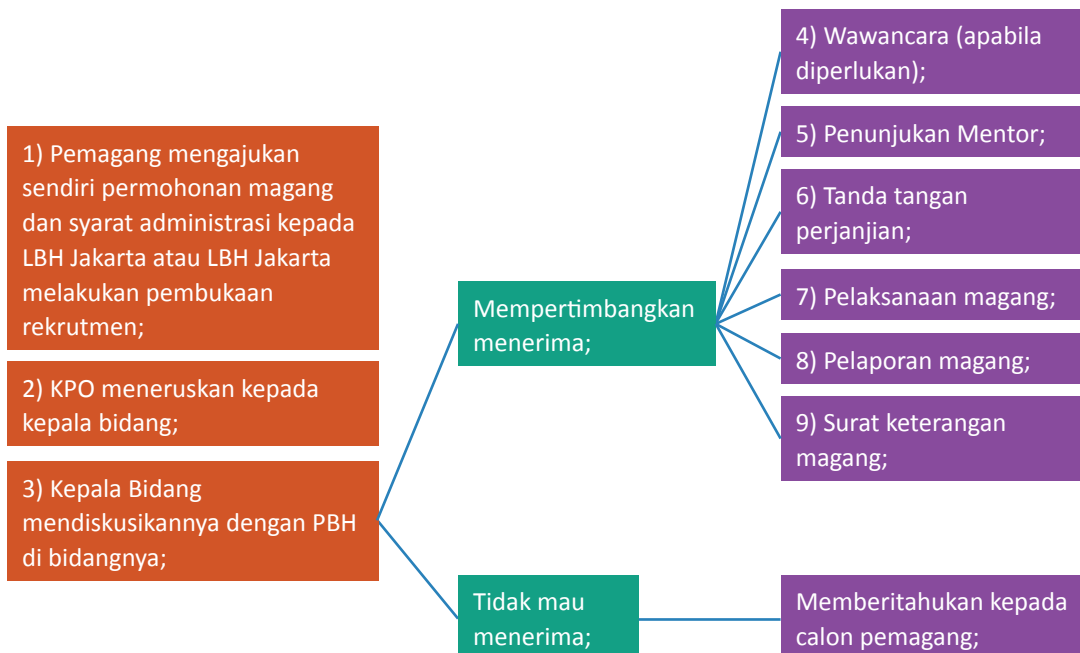 1) Pemagang mengajukan
sendiri permohonan magang
dan syarat administrasi kepada
LBH Jakarta atau LBH Jakarta
melakukan pembukaan
rekrutmen;
2) KPO meneruskan kepada
kepala bidang;
3) Kepala Bidang
mendiskusikannya dengan PBH
di bidangnya;
Mempertimbangkan
menerima;
Tidak mau
menerima;
4) Wawancara (apabila
diperlukan);
5) Penunjukan Mentor;
6) Tanda tangan
perjanjian;
7) Pelaksanaan magang;
8) Pelaporan magang;
9) Surat keterangan
magang;
Memberitahukan kepada
calon pemagang;